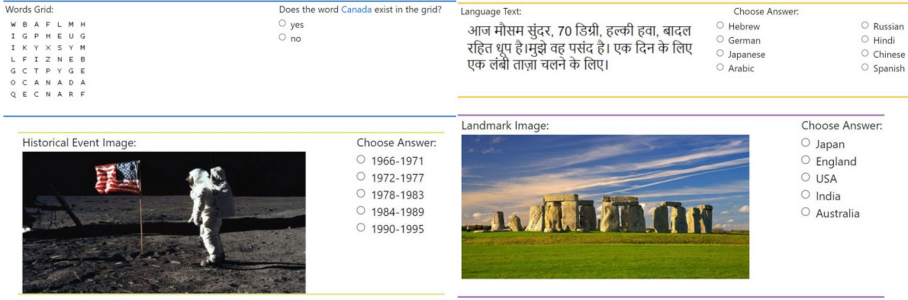 Words Grid:
W B A F L M H
I G P H E U G
I K Y X S Y M
L F I Z N E B
G C T P Y G E
O C A N A D A
Q E C N A R F
Does the word Canada exist in the grid?
yes
no
Language Text:
आज मौसम सुंदर, 70 डिग्री, हल्की हवा, बादल
रहित धूप है।मुझे वह पसंद है। एक दिन के लिए
एक लंबी ताज़ा चलने के लिए।
Choose Answer:
Hebrew
German
Japanese
Arabic
Russian
Hindi
Chinese
Spanish
Historical Event Image:
Choose Answer:
1966-1971
1972-1977
1978-1983
1984-1989
1990-1995
Landmark Image:
Choose Answer:
Japan
England
USA
India
Australia